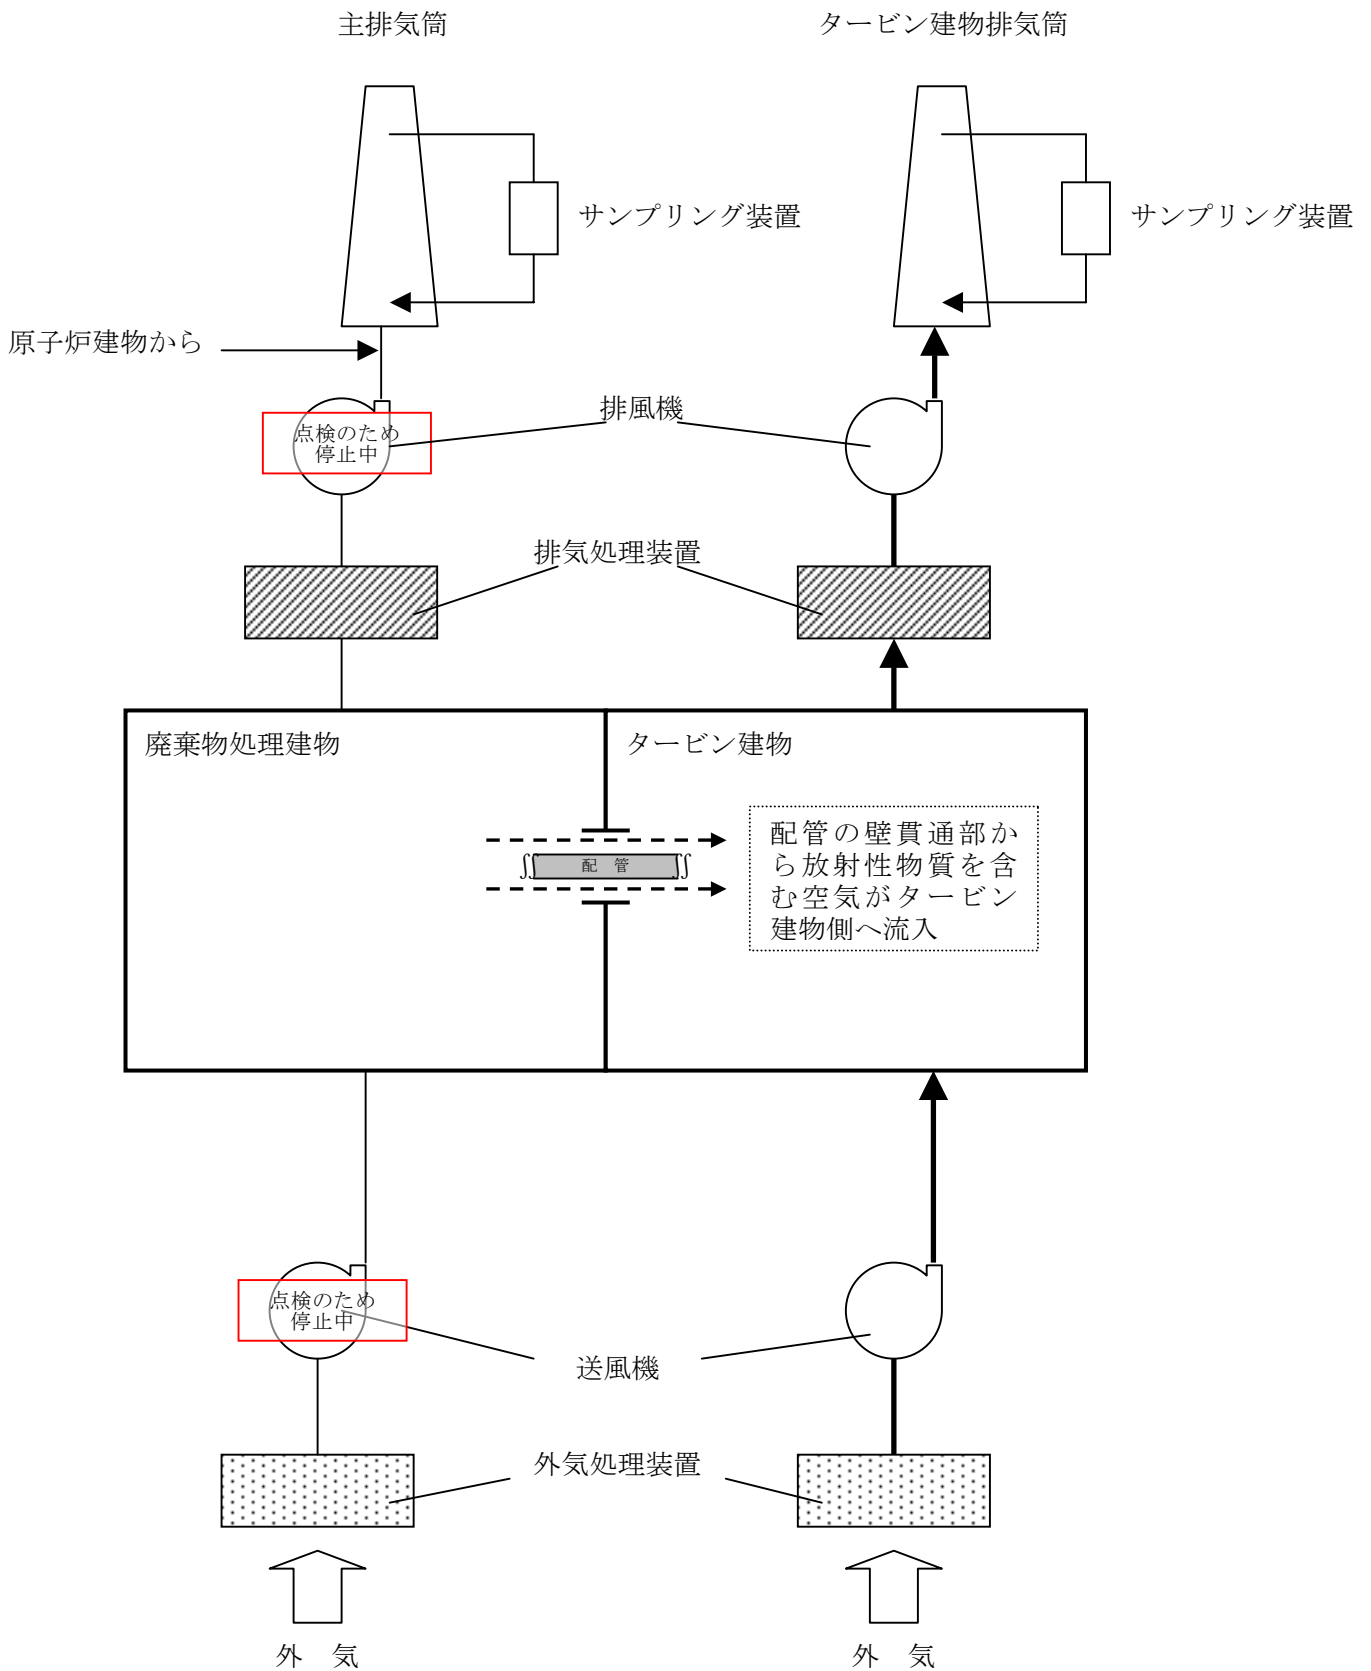 主排気筒
タービン建物排気筒
サンプリング装置
サンプリング装置
原子炉建物から
排風機
点検のため
停止中
排気処理装置
廃棄物処理建物
タービン建物
配管の壁貫通部か
ら放射性物質を含
む空気がタービン
建物側へ流入
配 管
点検のため
停止中
送風機
外気処理装置
外 気
外 気